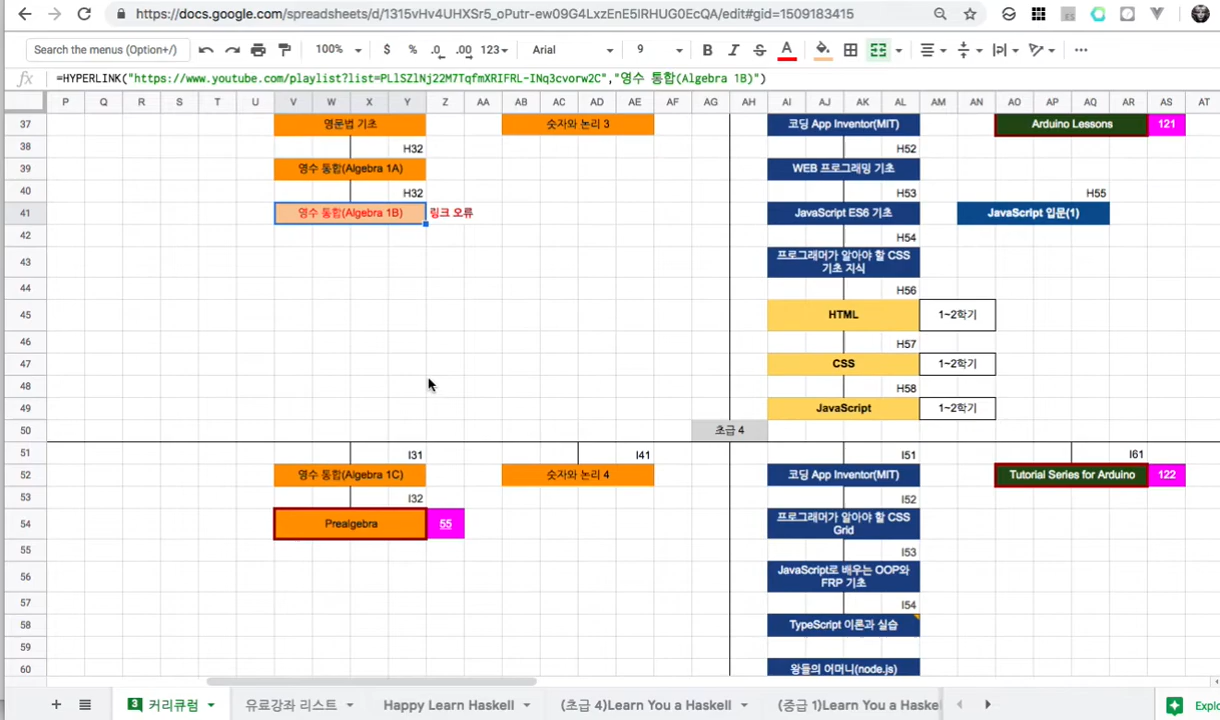 https://docs.google.com/spreadsheets/d/1315vHv4UHXSr5_oPutr-ew09G4LxzEnE5IRHUG0EcQA/edit#gid=1509183415
Search the menus (Option+/) 100% $ % .0 .00 123 Arial 9 B I S A
fx =HYPERLINK("https://www.youtube.com/playlist?list=PLlSZlNj22M7TqfmXRIFRL-INq3cvorw2C","영수 통합(Algebra 1B)")
P Q R S T U V W X Y Z AA AB AC AD AE AF AG AH AI AJ AK AL AM AN AO AP AQ AR AS AT
37 영문법 기초 숫자와 논리 3 코딩 App Inventor(MIT) Arduino Lessons 121
38 H32 H52
39 영수 통합(Algebra 1A) WEB 프로그래밍 기초
40 H32 H53 H55
41 영수 통합(Algebra 1B) 링크 오류 JavaScript ES6 기초 JavaScript 입문(1)
42 H54
43 프로그래머가 알아야 할 CSS
기초 지식
44 H56
45 HTML 1~2학기
46 H57
47 CSS 1~2학기
48 H58
49 JavaScript 1~2학기
50 초급 4
51 I31 I41 I51 I61
52 영수 통합(Algebra 1C) 숫자와 논리 4 코딩 App Inventor(MIT) Tutorial Series for Arduino 122
53 I32 I52
54 Prealgebra 55 프로그래머가 알아야 할 CSS
Grid
55 I53
56 JavaScript로 배우는 OOP와
FRP 기초
57 I54
58 TypeScript 이론과 실습
59
60 왕들의 어머니(node.js)
3 커리큘럼 유료강좌 리스트 Happy Learn Haskell (초급 4)Learn You a Haskell (중급 1)Learn You a Haske Explo